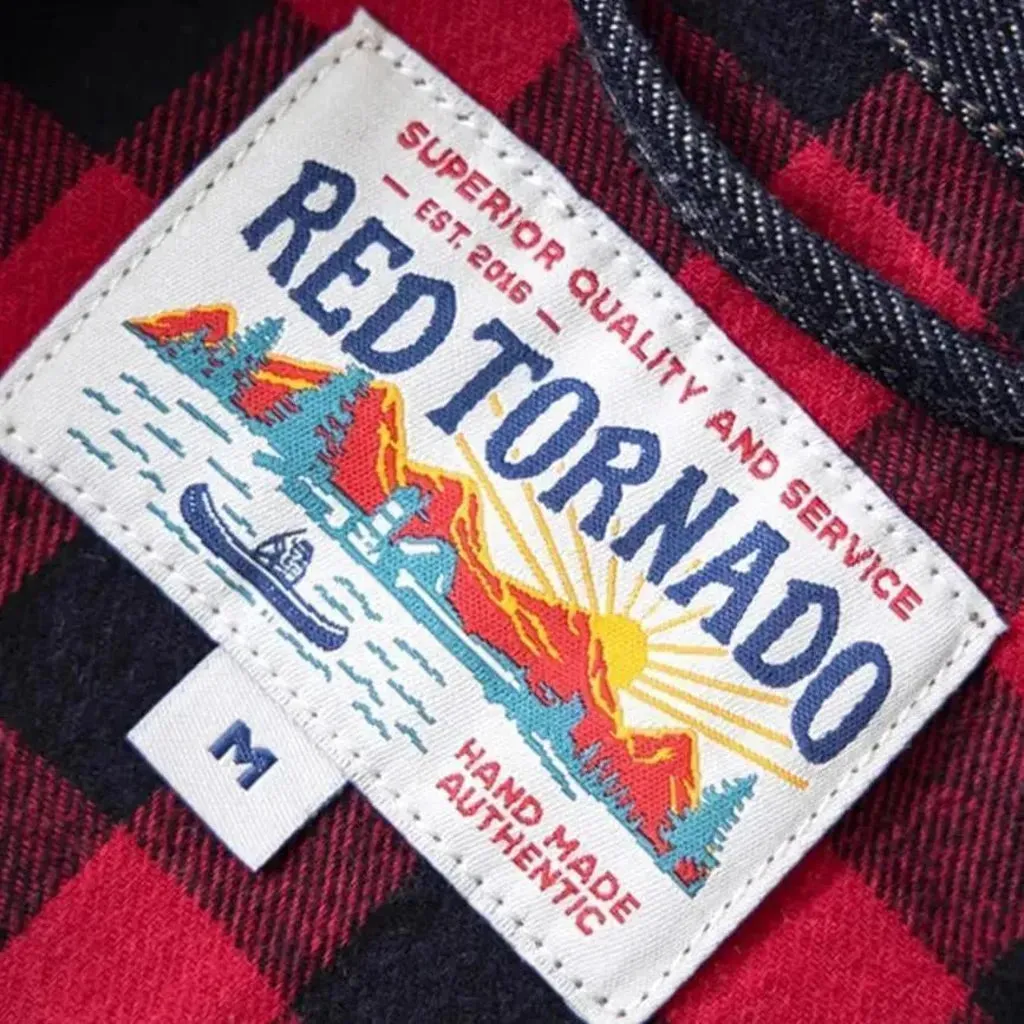 SUPERIOR QUALITY AND SERVICE
— EST. 2016 —
RED TORNADO
HAND MADE
AUTHENTIC
M